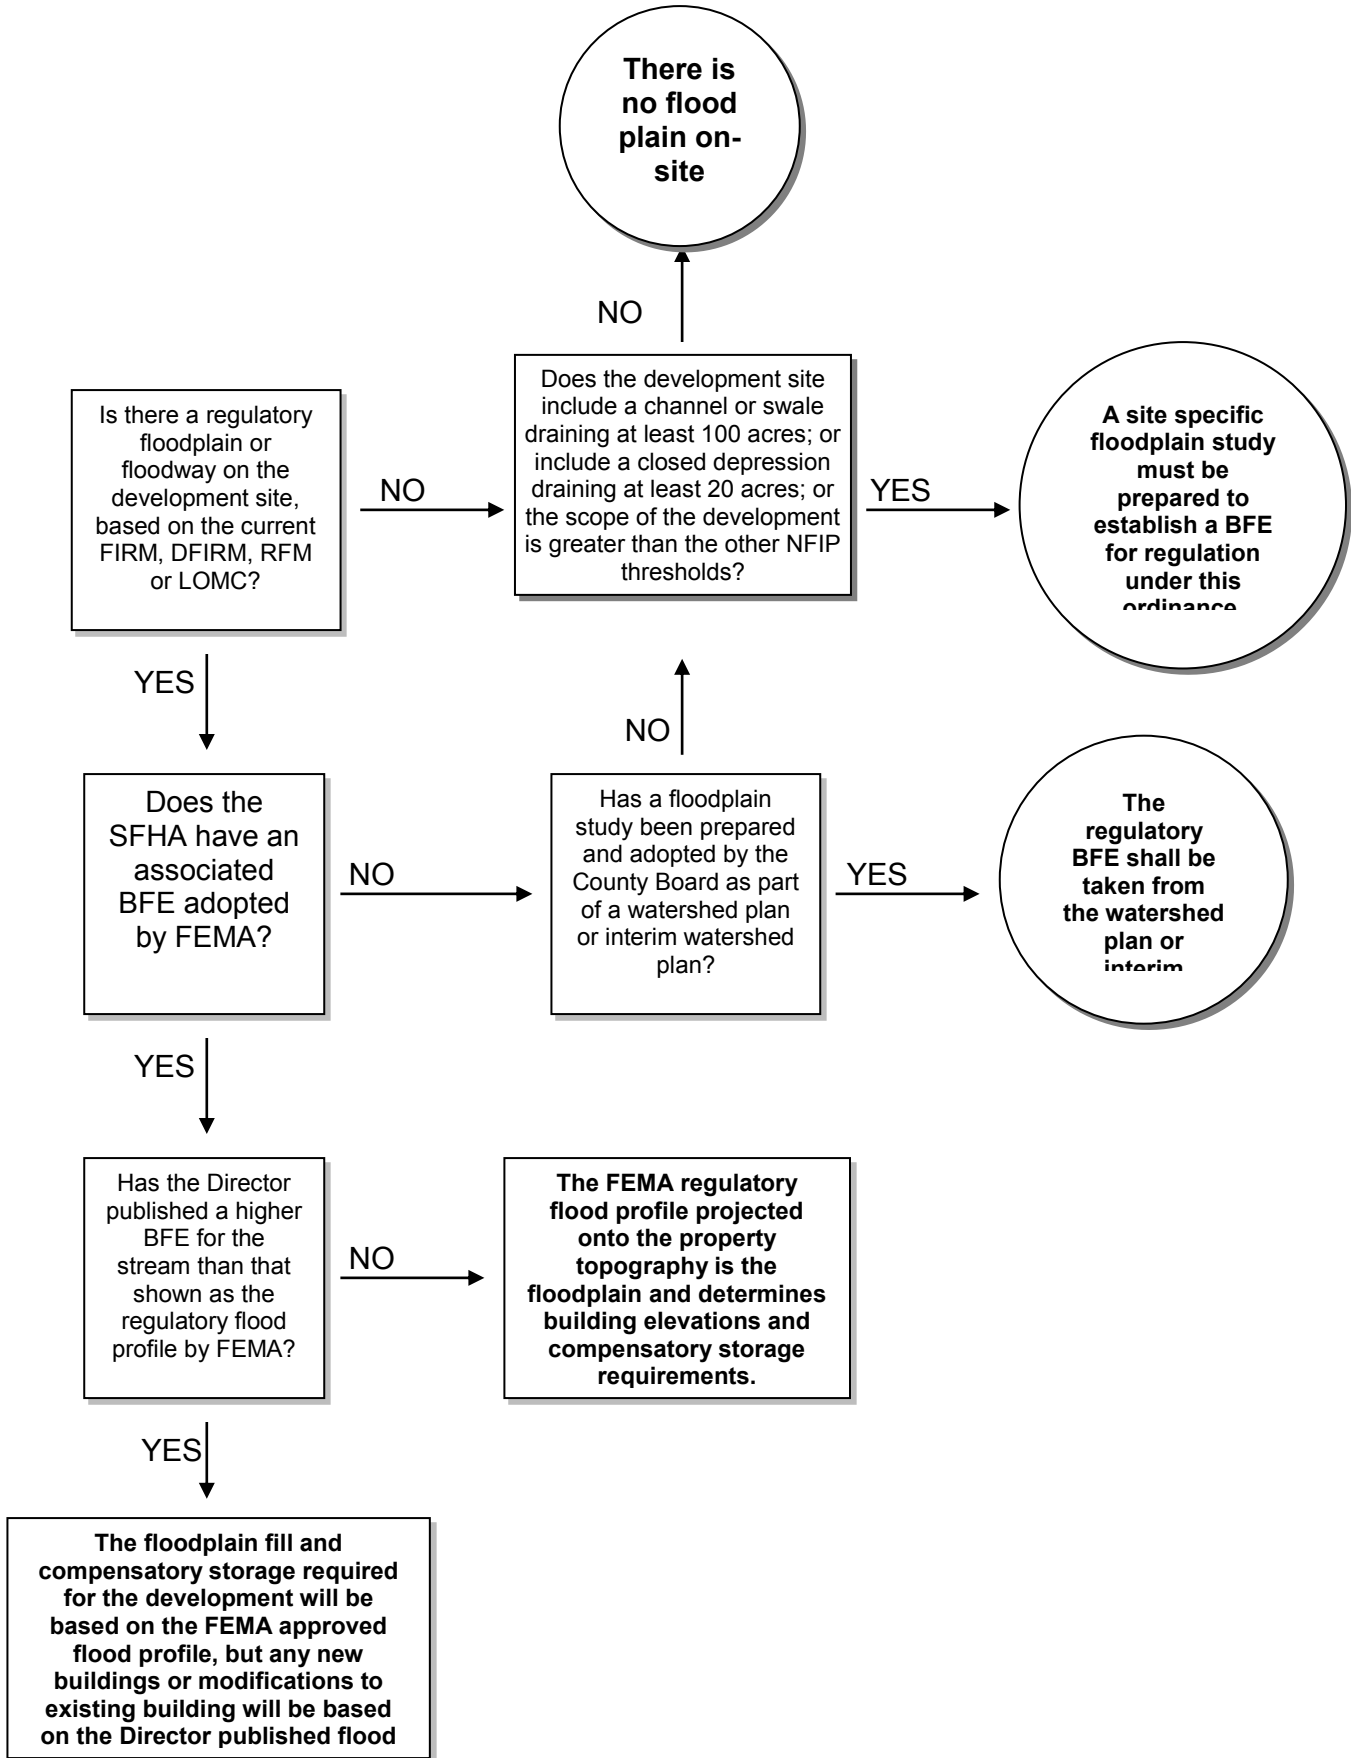 There is
no flood
plain on-
site
NO
Is there a regulatory
floodplain or
floodway on the
development site,
based on the current
FIRM, DFIRM, RFM
or LOMC?
NO
Does the development site
include a channel or swale
draining at least 100 acres; or
include a closed depression
draining at least 20 acres; or
the scope of the development
is greater than the other NFIP
thresholds?
YES
A site specific
floodplain study
must be
prepared to
establish a BFE
for regulation
under this
ordinance
YES
NO
Does the
SFHA have an
associated
BFE adopted
by FEMA?
NO
Has a floodplain
study been prepared
and adopted by the
County Board as part
of a watershed plan
or interim watershed
plan?
YES
The
regulatory
BFE shall be
taken from
the watershed
plan or
interim
YES
Has the Director
published a higher
BFE for the
stream than that
shown as the
regulatory flood
profile by FEMA?
NO
The FEMA regulatory
flood profile projected
onto the property
topography is the
floodplain and determines
building elevations and
compensatory storage
requirements.
YES
The floodplain fill and
compensatory storage required
for the development will be
based on the FEMA approved
flood profile, but any new
buildings or modifications to
existing building will be based
on the Director published flood